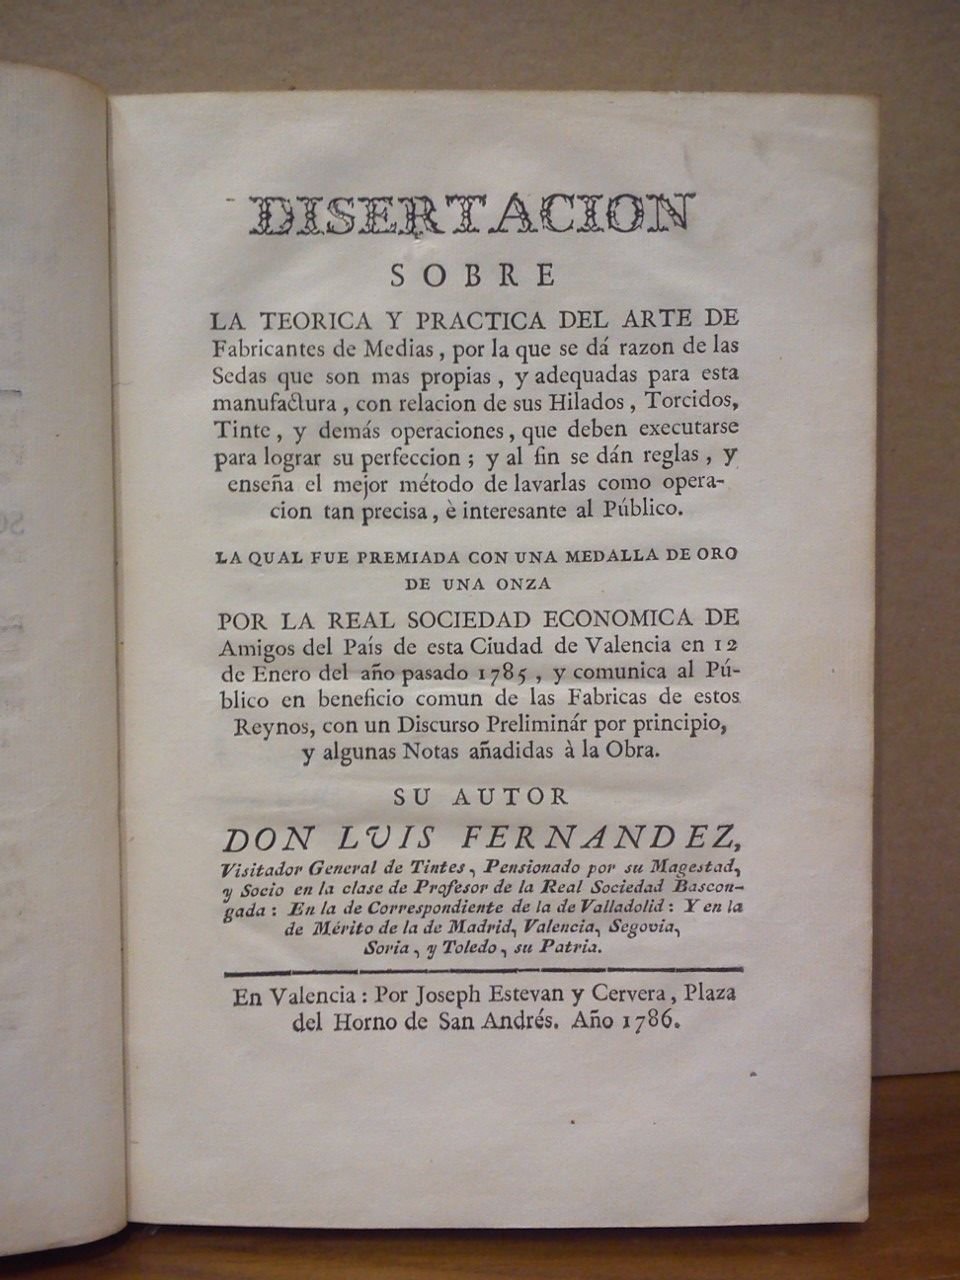 DISERTACION
SOBRE
LA TEORICA Y PRACTICA DEL ARTE DE
Fabricantes de Medias, por la que se dá razon de las
Sedas que son mas propias, y adequadas para esta
manufactura, con relacion de sus Hilados, Torcidos,
Tinte, y demás operaciones, que deben executarse
para lograr su perfeccion; y al fin se dán reglas, y
enseña el mejor método de lavarlas como opera-
cion tan precisa, è interesante al Público.
LA QUAL FUE PREMIADA CON UNA MEDALLA DE ORO
DE UNA ONZA
POR LA REAL SOCIEDAD ECONOMICA DE
Amigos del País de esta Ciudad de Valencia en 12
de Enero del año pasado 1785, y comunica al Pú-
blico en beneficio comun de las Fabricas de estos
Reynos, con un Discurso Preliminár por principio,
y algunas Notas añadidas à la Obra.
SU AUTOR
DON LUIS FERNANDEZ,
Visitador General de Tintes, Pensionado por su Magestad,
y Socio en la clase de Profesor de la Real Sociedad Bascon-
gada: En la de Correspondiente de la de Valladolid: Y en la
de Mérito de la de Madrid, Valencia, Segovia,
Soria, y Toledo, su Patria.
En Valencia: Por Joseph Estevan y Cervera, Plaza
del Horno de San Andrés. Año 1786.